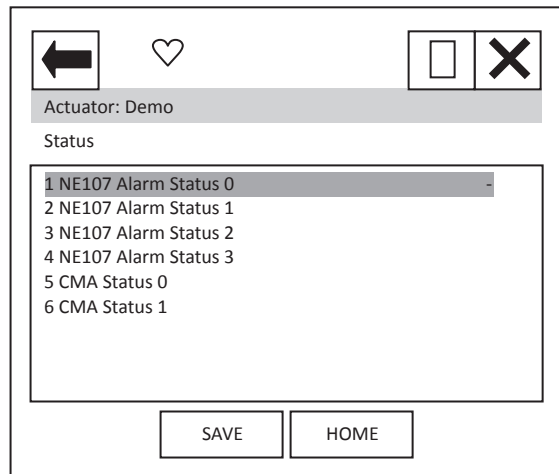 Actuator: Demo
Status
1 NE107 Alarm Status 0 -
2 NE107 Alarm Status 1
3 NE107 Alarm Status 2
4 NE107 Alarm Status 3
5 CMA Status 0
6 CMA Status 1
SAVE HOME